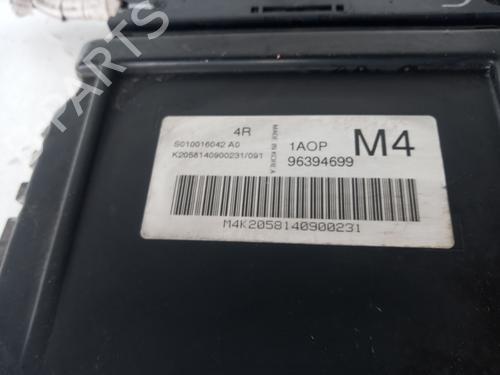 4R
S010016042 A0
K2058140900231/091
MADE IN KOREA
1AOP
M4
96394699
M4K2058140900231
B-PARTS